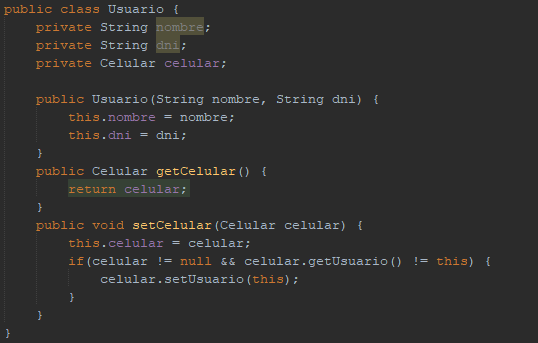 public class Usuario {
    private String nombre;
    private String dni;
    private Celular celular;

    public Usuario(String nombre, String dni) {
        this.nombre = nombre;
        this.dni = dni;
    }
    public Celular getCelular() {
        return celular;
    }
    public void setCelular(Celular celular) {
        this.celular = celular;
        if(celular != null && celular.getUsuario() != this) {
            celular.setUsuario(this);
        }
    }
}